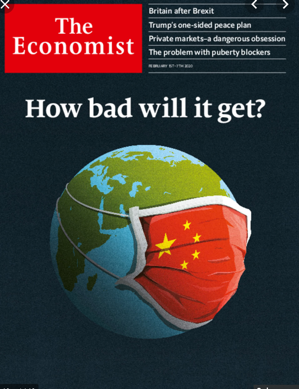 The
Economist
Britain after Brexit
Trump's one-sided peace plan
Private markets–a dangerous obsession
The problem with puberty blockers
FEBRUARY 1ST–7TH 2020
How bad will it get?